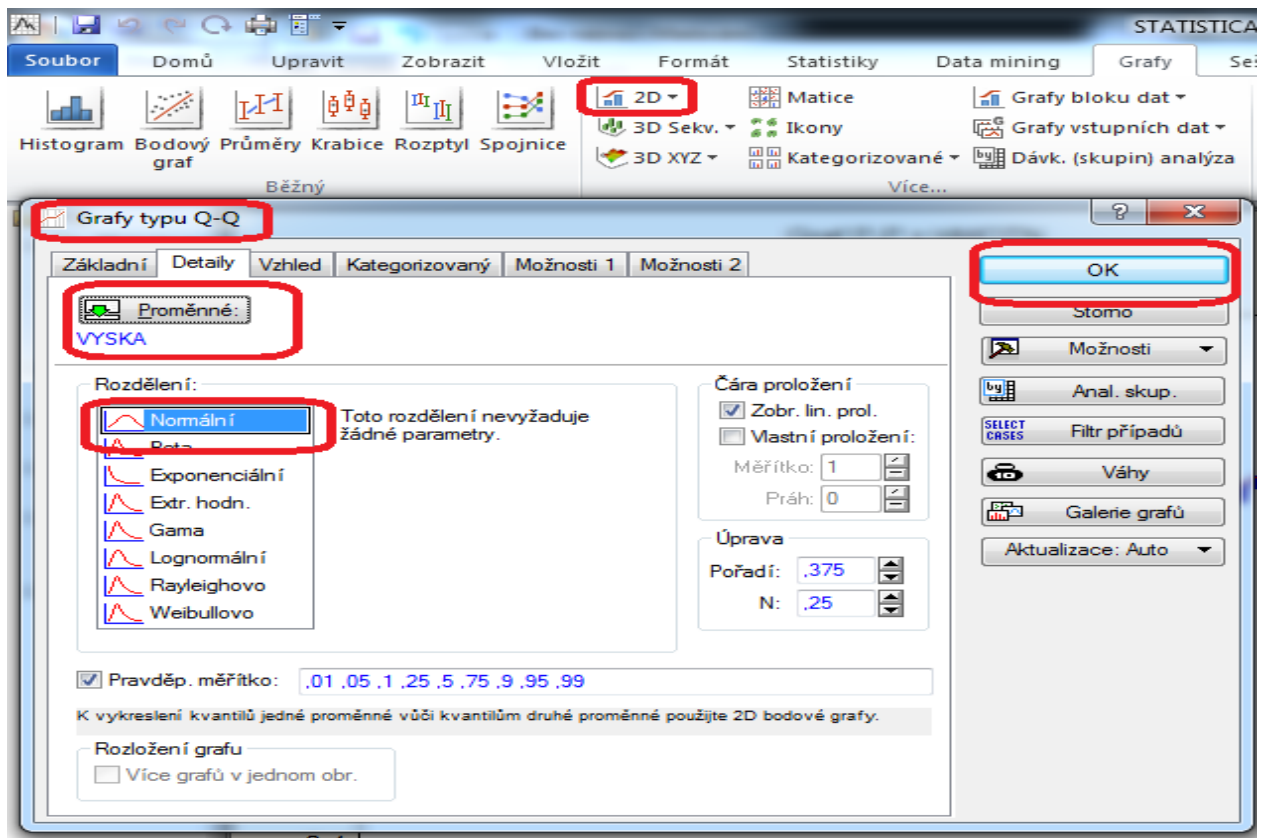 STATISTICA
Soubor Domů Upravit Zobrazit Vložit Formát Statistiky Data mining Grafy
Histogram Bodový graf Průměry Krabice Rozptyl Spojnice
Běžný
2D
3D Sekv.
3D XYZ
Matice
Ikony
Kategorizované
Grafy bloku dat
Grafy vstupních dat
Dávk. (skupin) analýza
Více...
Grafy typu Q-Q
Základní Detaily Vzhled Kategorizovaný Možnosti 1 Možnosti 2
Proměnné:
VYSKA
Rozdělení:
Normální
Beta
Exponenciální
Extr. hodn.
Gama
Lognormální
Rayleighovo
Weibullovo
Toto rozdělení nevyžaduje
žádné parametry.
Čára proložení
Zobr. lin. prol.
Vlastní proložení:
Měřítko: 1
Práh: 0
Úprava
Pořadí: ,375
N: ,25
Pravděp. měřítko: ,01 ,05 ,1 ,25 ,5 ,75 ,9 ,95 ,99
K vykreslení kvantilů jedné proměnné vůči kvantilům druhé proměnné použijte 2D bodové grafy.
Rozložení grafu
Více grafů v jednom obr.
OK
Storno
Možnosti
by Anal. skup.
SELECT CASES Filtr případů
Váhy
Galerie grafů
Aktualizace: Auto